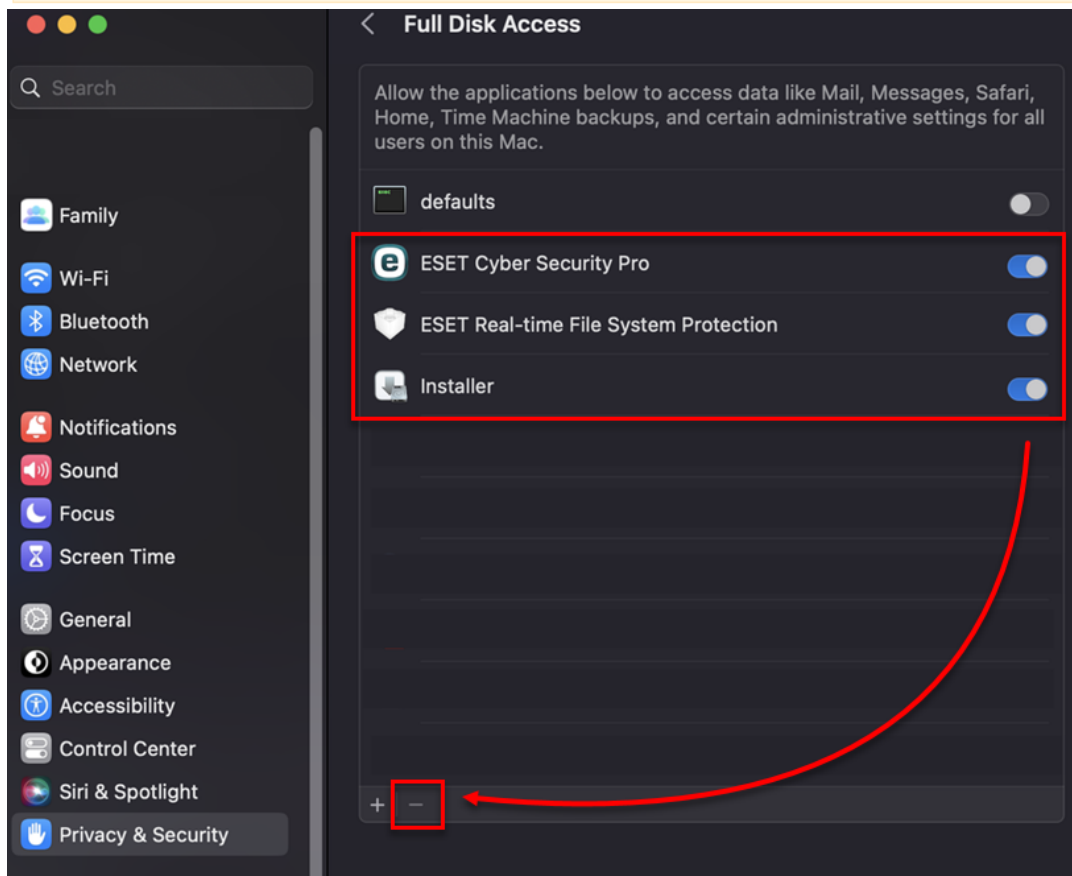 Full Disk Access
Search
Allow the applications below to access data like Mail, Messages, Safari,
Home, Time Machine backups, and certain administrative settings for all
users on this Mac.
defaults
ESET Cyber Security Pro
ESET Real-time File System Protection
Installer
Family
Wi-Fi
Bluetooth
Network
Notifications
Sound
Focus
Screen Time
General
Appearance
Accessibility
Control Center
Siri & Spotlight
Privacy & Security
+ −